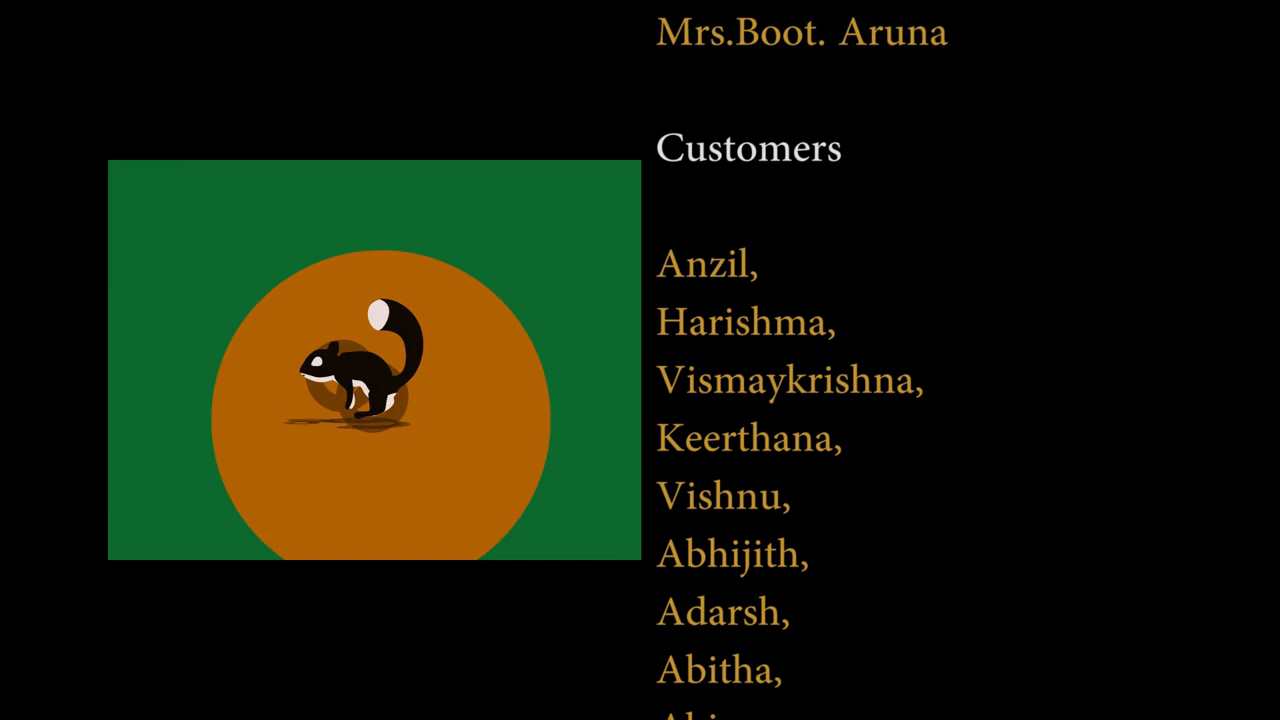 Mrs.Boot. Aruna
Customers
Anzil,
Harishma,
Vismaykrishna,
Keerthana,
Vishnu,
Abhijith,
Adarsh,
Abitha,